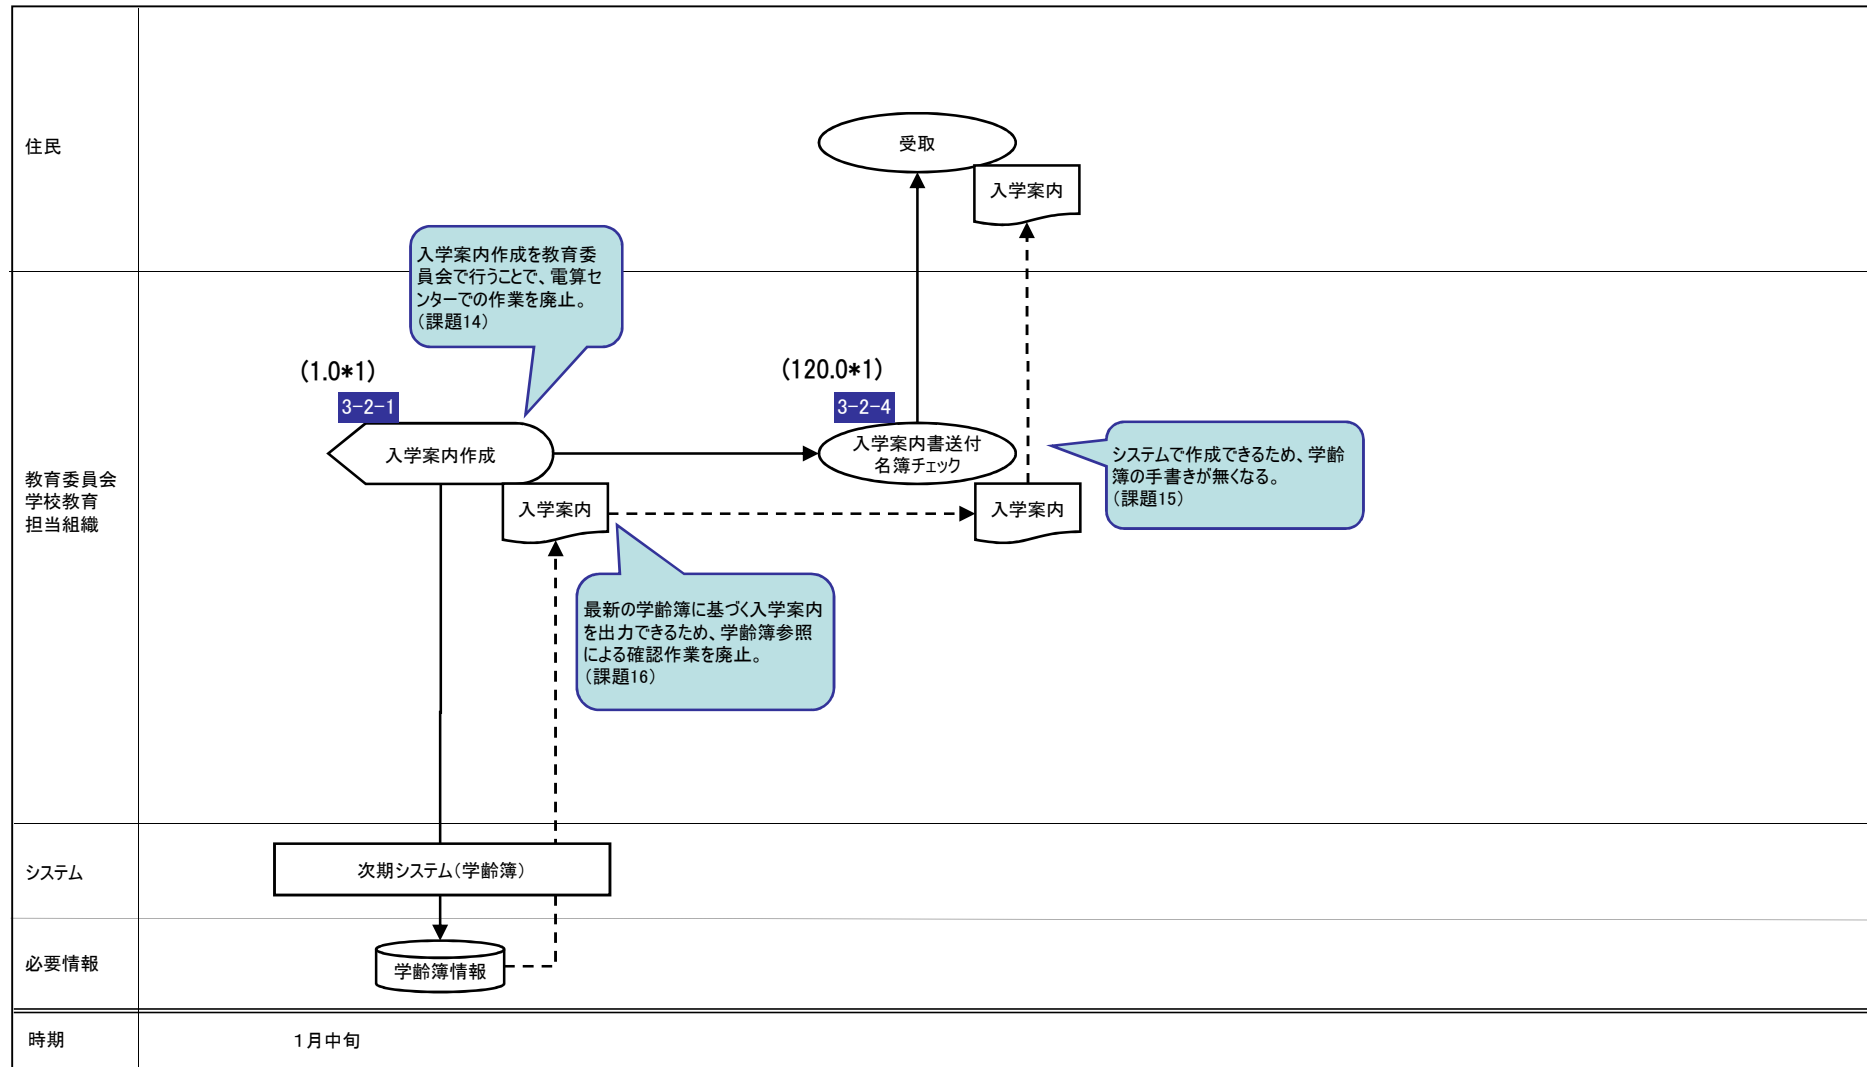 住民
受取
入学案内
入学案内作成を教育委
員会で行うことで、電算セ
ンターでの作業を廃止。
（課題14）
教育委員会
学校教育
担当組織
(1.0*1)
3-2-1
入学案内作成
入学案内
(120.0*1)
3-2-4
入学案内書送付
名簿チェック
入学案内
システムで作成できるため、学齢
簿の手書きが無くなる。
（課題15）
最新の学齢簿に基づく入学案内
を出力できるため、学齢簿参照
による確認作業を廃止。
（課題16）
システム
次期システム（学齢簿）
必要情報
学齢簿情報
時期
１月中旬